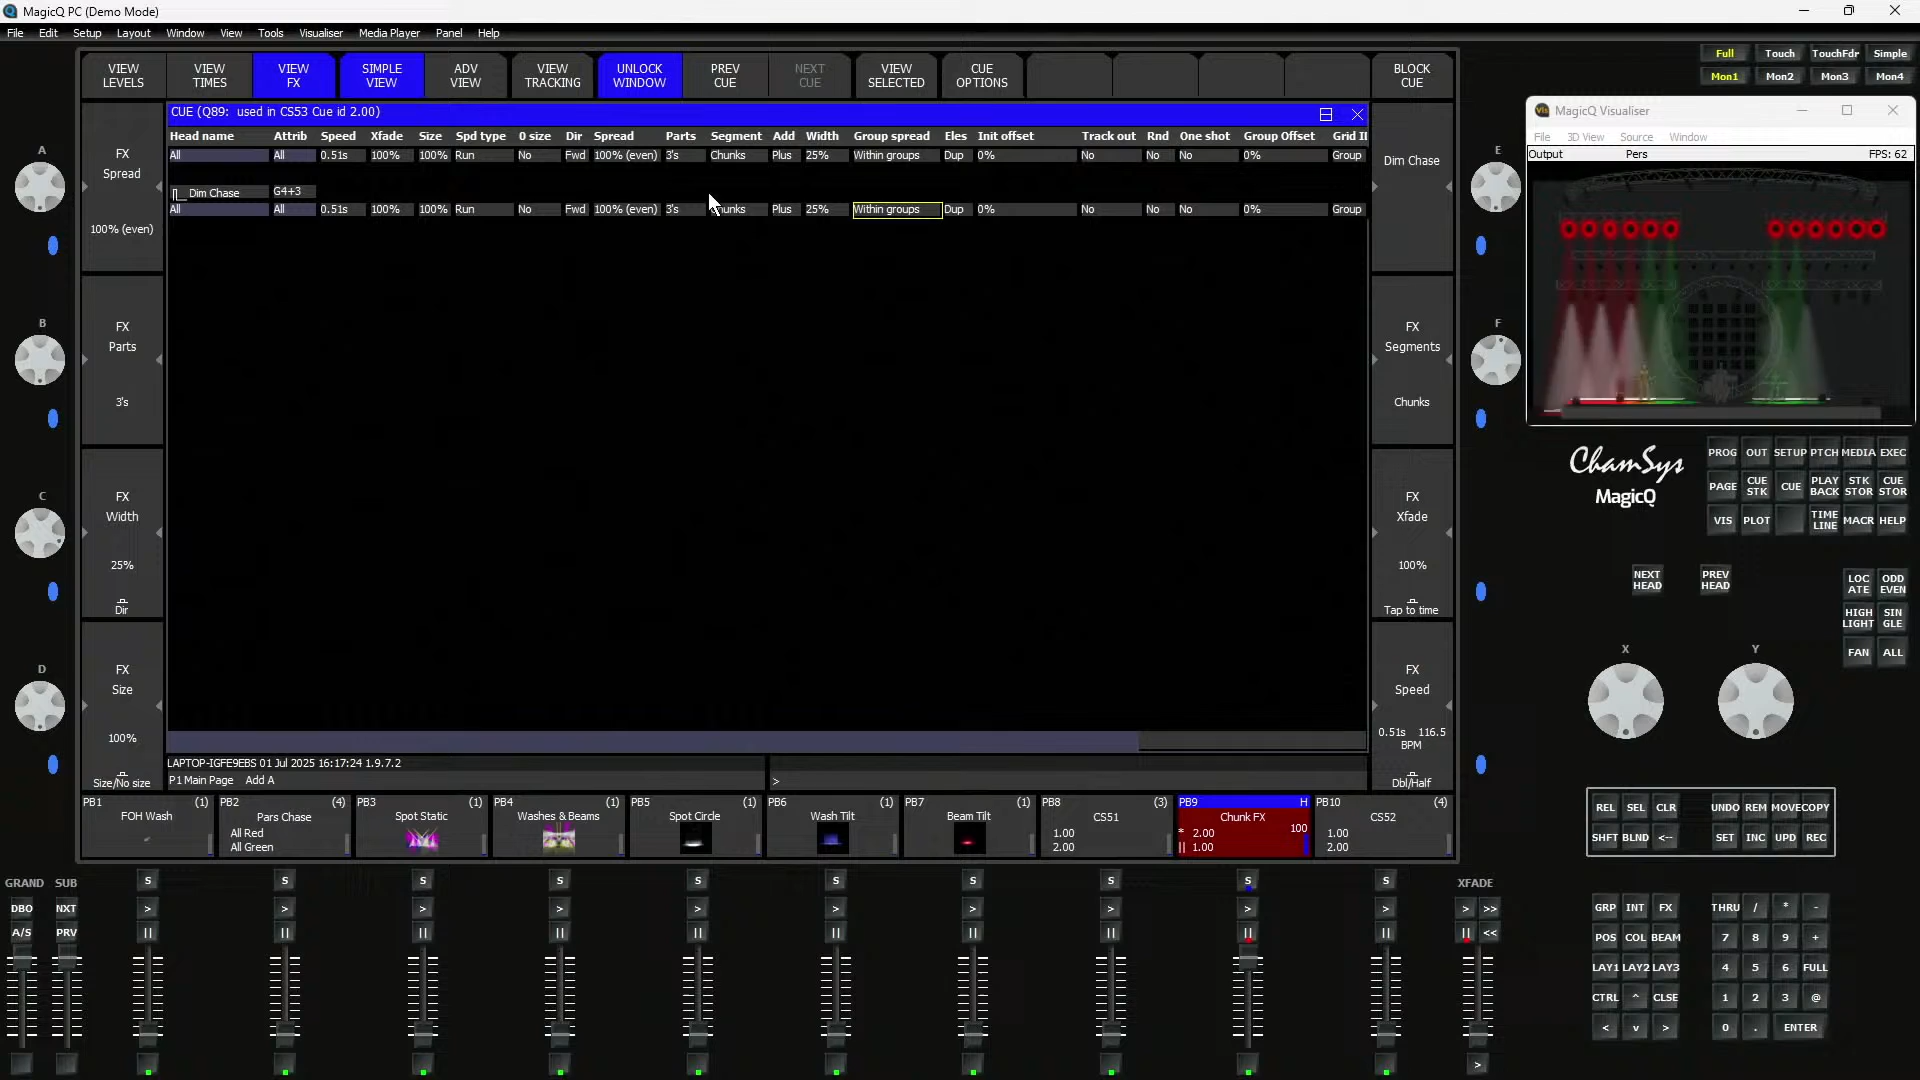 MagicQ PC (Demo Mode)
File Edit Setup Layout Window View Tools Visualiser Media Player Panel Help
VIEW LEVELS
VIEW TIMES
VIEW FX
SIMPLE VIEW
ADV VIEW
VIEW TRACKING
UNLOCK WINDOW
PREV CUE
NEXT CUE
VIEW SELECTED
CUE OPTIONS
BLOCK CUE
Full Touch TouchFdr Simple
Mon1 Mon2 Mon3 Mon4
CUE (Q89: used in CS53 Cue id 2.00)
Head name Attrib Speed Xfade Size Spd type 0 size Dir Spread Parts Segment Add Width Group spread Eles Init offset Track out Rnd One shot Group Offset Grid
All All 0.51s 100% 100% Run No Fwd 100% (even) 3's Chunks Plus 25% Within groups Dup 0% No No No 0% Group
Dim Chase G4+3
All All 0.51s 100% 100% Run No Fwd 100% (even) 3's Chunks Plus 25% Within groups Dup 0% No No No 0% Group
A
FX Spread
100% (even)
B
FX Parts
3's
C
FX Width
25%
Dir
D
FX Size
100%
Size/No size
E
Dim Chase
F
FX Segments
Chunks
FX Xfade
100%
Tap to time
FX Speed
0.51s 116.5 BPM
Dbl/Half
MagicQ Visualiser
File 3D View Source Window
Output Pers FPS: 62
ChamSys
MagicQ
PROG OUT SETUP PTCH MEDIA EXEC
PAGE CUE STK CUE PLAY BACK STK STOR CUE STOR
VIS PLOT TIME LINE MACR HELP
NEXT HEAD PREV HEAD
LOC ATE ODD EVEN
HIGH LIGHT SIN GLE
FAN ALL
X Y
LAPTOP-IGFE9EBS 01 Jul 2025 16:17:24 1.9.7.2
P1 Main Page Add A
>
PB1 (1) FOH Wash
PB2 (4) Pars Chase
All Red
All Green
PB3 (1) Spot Static
PB4 (1) Washes & Beams
PB5 (1) Spot Circle
PB6 (1) Wash Tilt
PB7 (1) Beam Tilt
PB8 (3) CS51
1.00
2.00
PB9 H Chunk FX
* 2.00 100
|| 1.00
PB10 (4) CS52
1.00
2.00
REL SEL CLR UNDO REM MOVE COPY
SHFT BLND <-- SET INC UPD REC
GRAND SUB S S S S S S S S S S XFADE
DBO NXT > > > > > > > > > > > >>
A/S PRV || || || || || || || || || || || <<
GRP INT FX THRU / * -
POS COL BEAM 7 8 9 +
LAY1 LAY2 LAY3 4 5 6 FULL
CTRL ^ CLSE 1 2 3 @
< v > 0 . ENTER
>